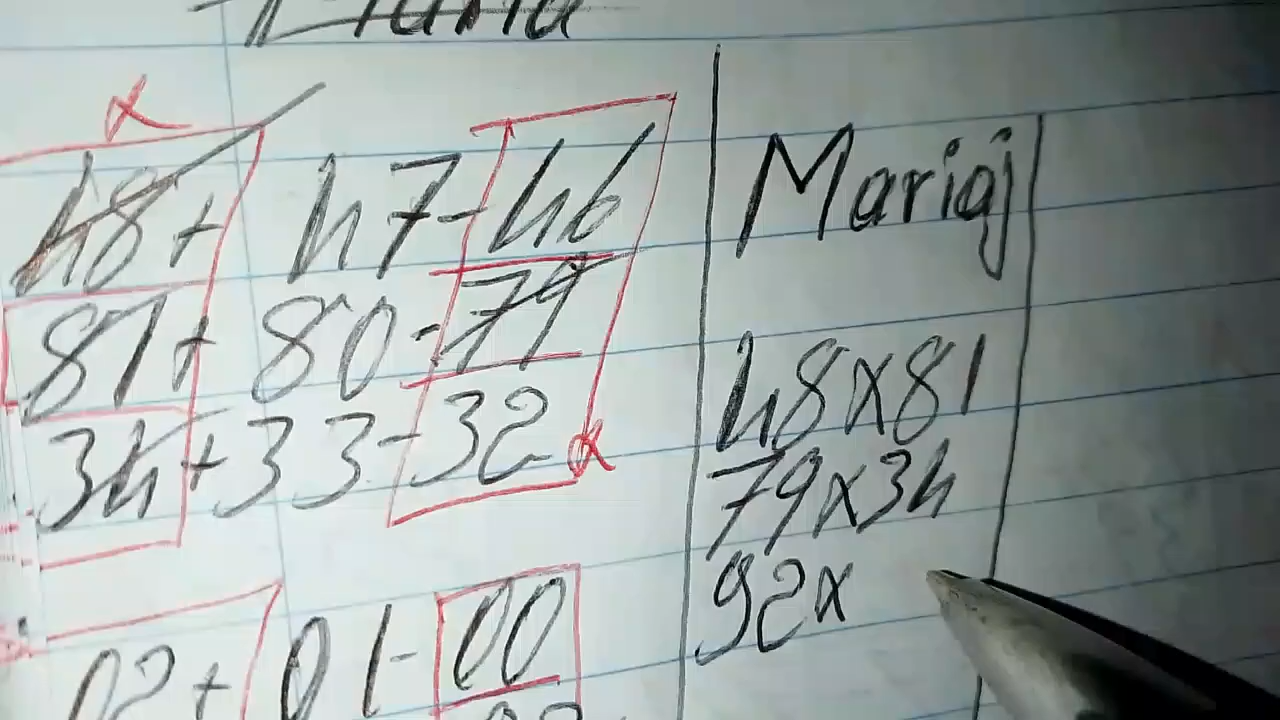 α
48+ 47-46
81+ 80-79
34+33-32
α
02+ 01-00
Mariaj
48x81
79x34
92x